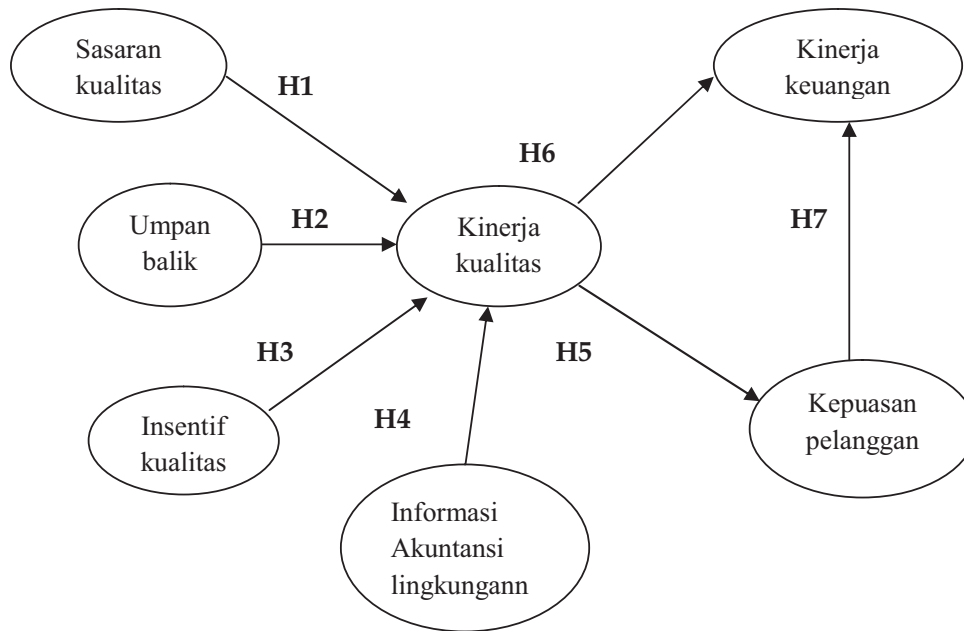 Sasaran
kualitas
H1
Kinerja
keuangan
H6
Umpan
balik
H2
Kinerja
kualitas
H7
H3
H5
Insentif
kualitas
H4
Kepuasan
pelanggan
Informasi
Akuntansi
lingkungann